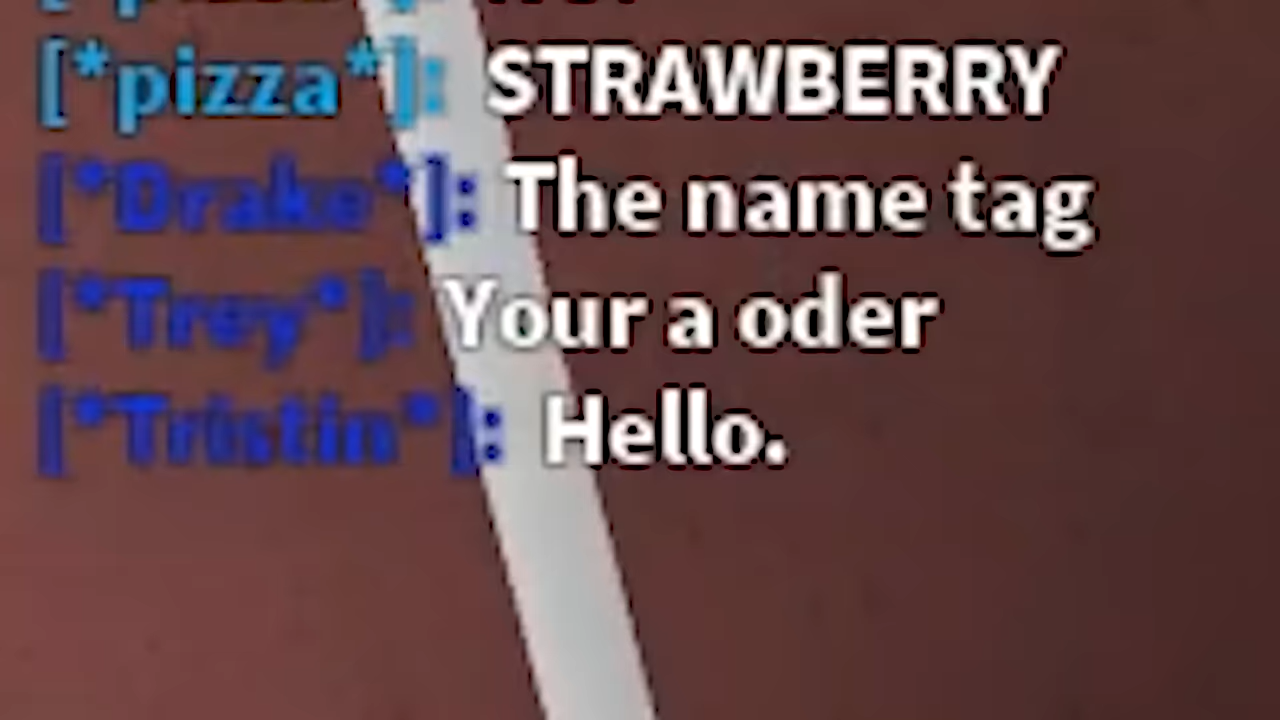 [*pizza*]: STRAWBERRY
[*Drake*]: The name tag
[*Trey*]: Your a oder
[*Tristin*]: Hello.